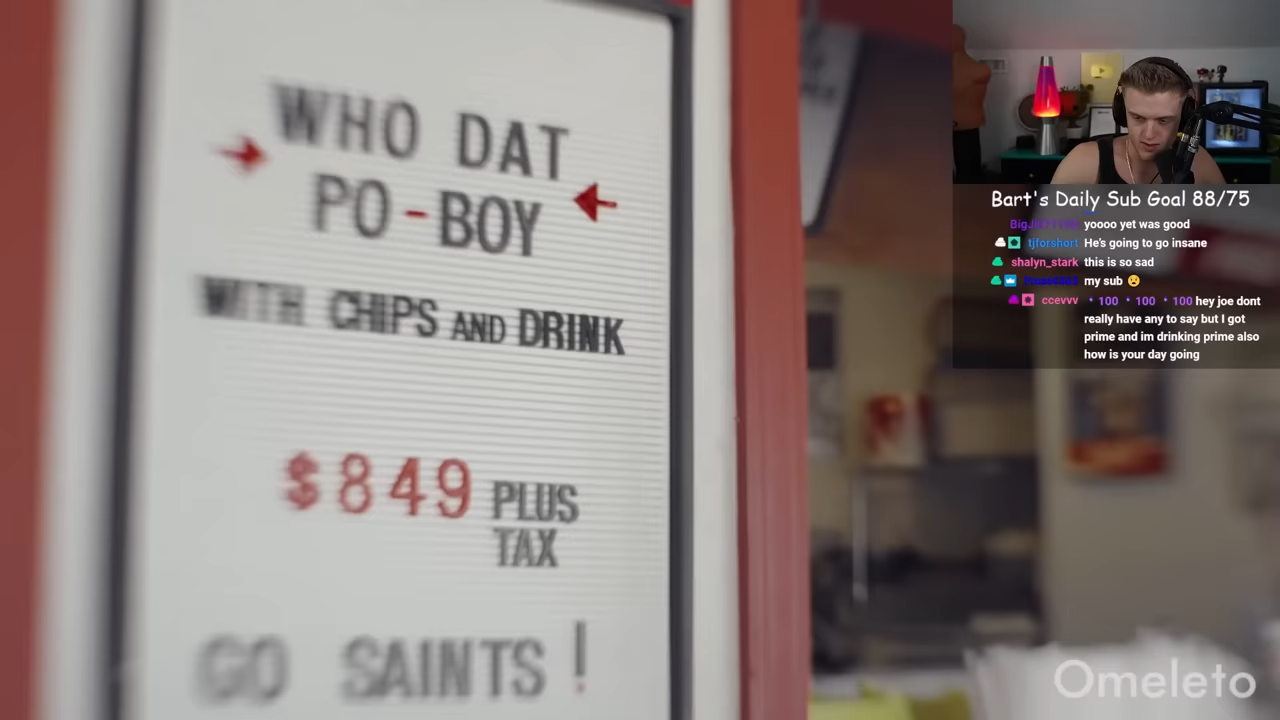 WHO DAT
PO-BOY
WITH CHIPS AND DRINK
$849 PLUS
TAX
GO SAINTS!
Bart's Daily Sub Goal 88/75
yoooo yet was good
tjforshort He's going to go insane
shalyn_stark this is so sad
my sub
ccevvv 100 100 100 hey joe dont
really have any to say but I got
prime and im drinking prime also
how is your day going
Omeleto